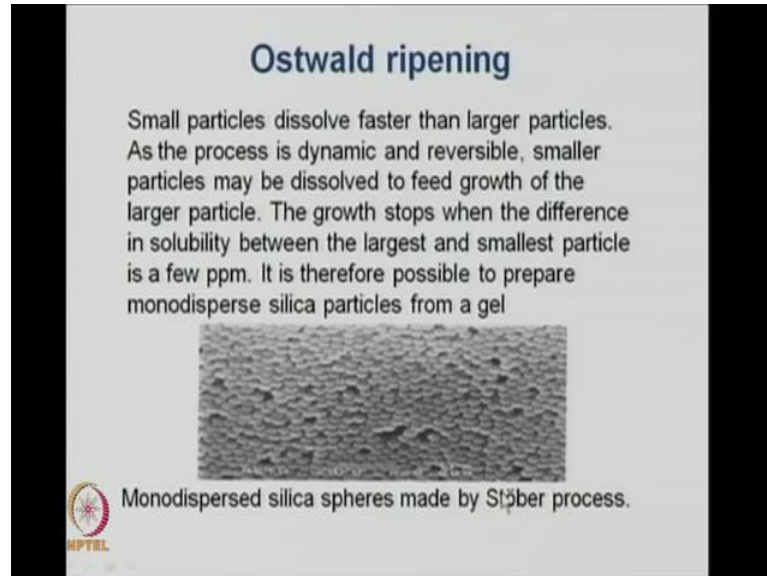 Ostwald ripening
Small particles dissolve faster than larger particles.
As the process is dynamic and reversible, smaller
particles may be dissolved to feed growth of the
larger particle. The growth stops when the difference
in solubility between the largest and smallest particle
is a few ppm. It is therefore possible to prepare
monodisperse silica particles from a gel
Monodispersed silica spheres made by Stöber process.
NPTEL